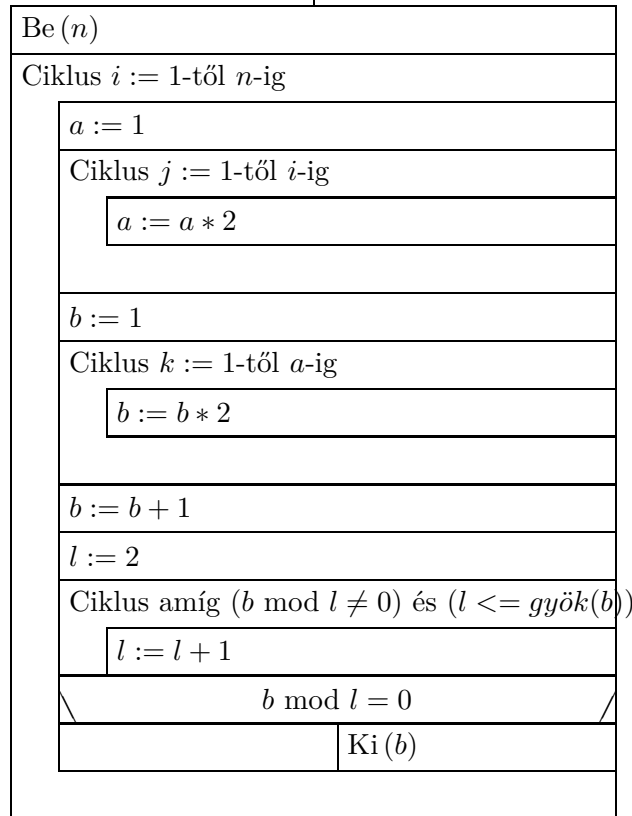 Be (n)
Ciklus i := 1-től n-ig
a := 1
Ciklus j := 1-től i-ig
a := a ∗ 2
b := 1
Ciklus k := 1-től a-ig
b := b ∗ 2
b := b + 1
l := 2
Ciklus amíg (b mod l ≠ 0) és (l <= gyök(b))
l := l + 1
b mod l = 0
Ki (b)